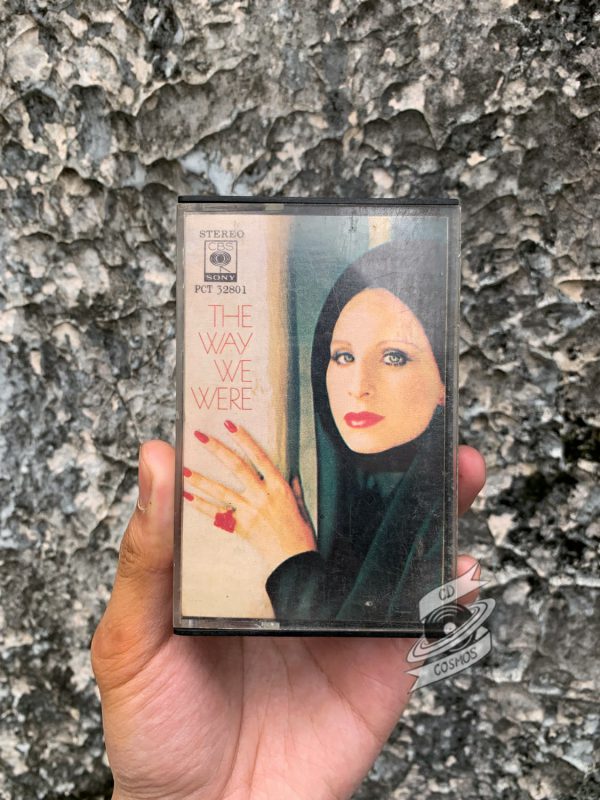 STEREO
CBS
SONY
PCT 32801
THE
WAY
WE
WERE
CD
COSMOS